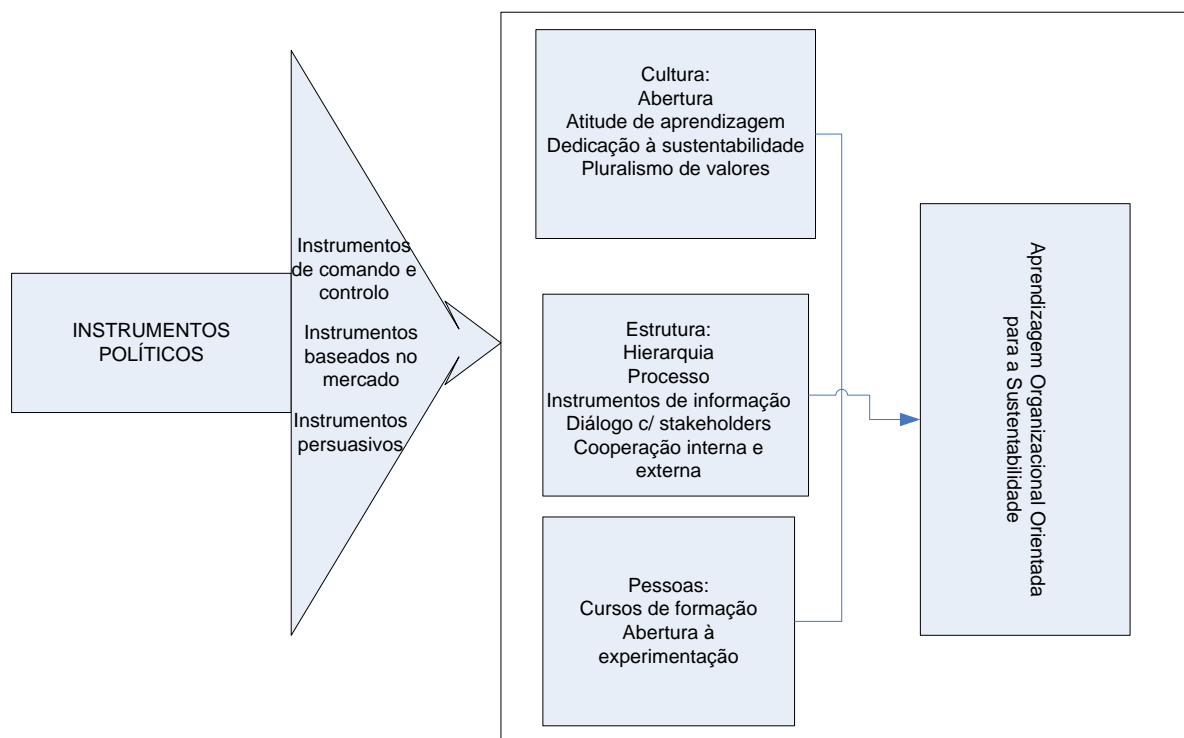 INSTRUMENTOS
POLÍTICOS
Instrumentos
de comando e
controlo
Instrumentos
baseados no
mercado
Instrumentos
persuasivos
Cultura:
Abertura
Atitude de aprendizagem
Dedicação à sustentabilidade
Pluralismo de valores
Estrutura:
Hierarquia
Processo
Instrumentos de informação
Diálogo c/ stakeholders
Cooperação interna e
externa
Pessoas:
Cursos de formação
Abertura à
experimentação
Aprendizagem Organizacional Orientada
para a Sustentabilidade